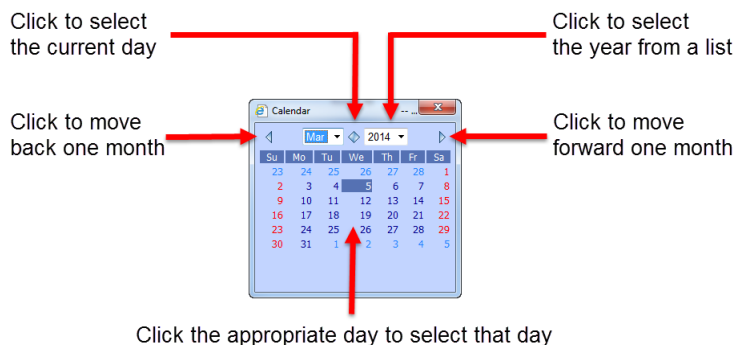 Click to select
the current day
Click to select
the year from a list
Calendar -- ... x
Click to move
back one month
Click to move
forward one month
Mar 2014
Su Mo Tu We Th Fr Sa
23 24 25 26 27 28 1
2 3 4 5 6 7 8
9 10 11 12 13 14 15
16 17 18 19 20 21 22
23 24 25 26 27 28 29
30 31 1 2 3 4 5
Click the appropriate day to select that day